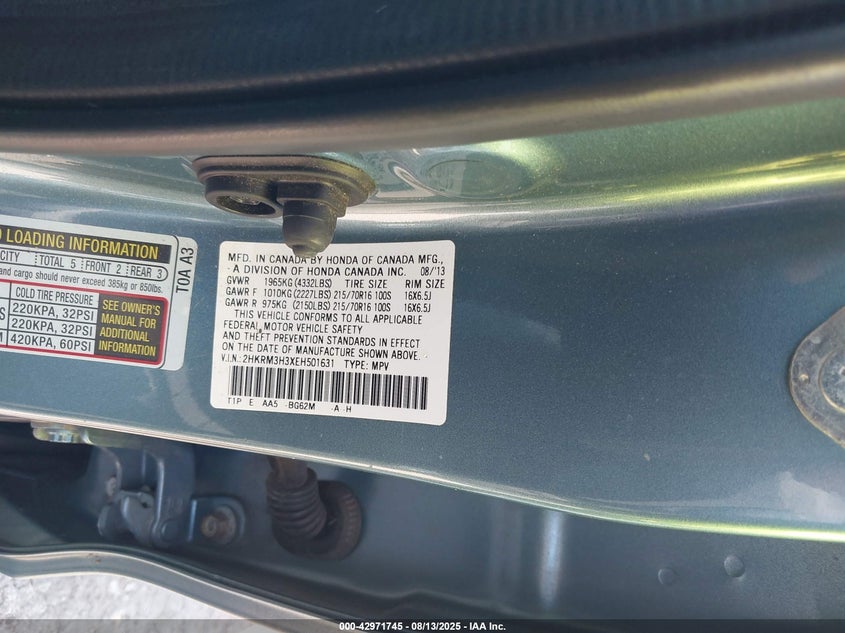 O LOADING INFORMATION
CITY TOTAL 5 FRONT 2 REAR 3
and cargo should never exceed 385kg or 850lbs.
COLD TIRE PRESSURE
220KPA, 32PSI
220KPA, 32PSI
420KPA, 60PSI
SEE OWNER'S
MANUAL FOR
ADDITIONAL
INFORMATION
T0A A3
MFD. IN CANADA BY HONDA OF CANADA MFG.,
A DIVISION OF HONDA CANADA INC. 08/'13
GVWR 1965KG(4332LBS) TIRE SIZE RIM SIZE
GAWR F 1010KG(2227LBS) 215/70R16 100S 16X6.5J
GAWR R 975KG(2150LBS) 215/70R16 100S 16X6.5J
THIS VEHICLE CONFORMS TO ALL APPLICABLE
FEDERAL MOTOR VEHICLE SAFETY
AND THEFT PREVENTION STANDARDS IN EFFECT
ON THE DATE OF MANUFACTURE SHOWN ABOVE.
V.I.N.: 2HKRM3H3XEH501631 TYPE: MPV
T1P E AA5 -BG62M -A -H
000-42971745 - 08/13/2025 - IAA Inc.